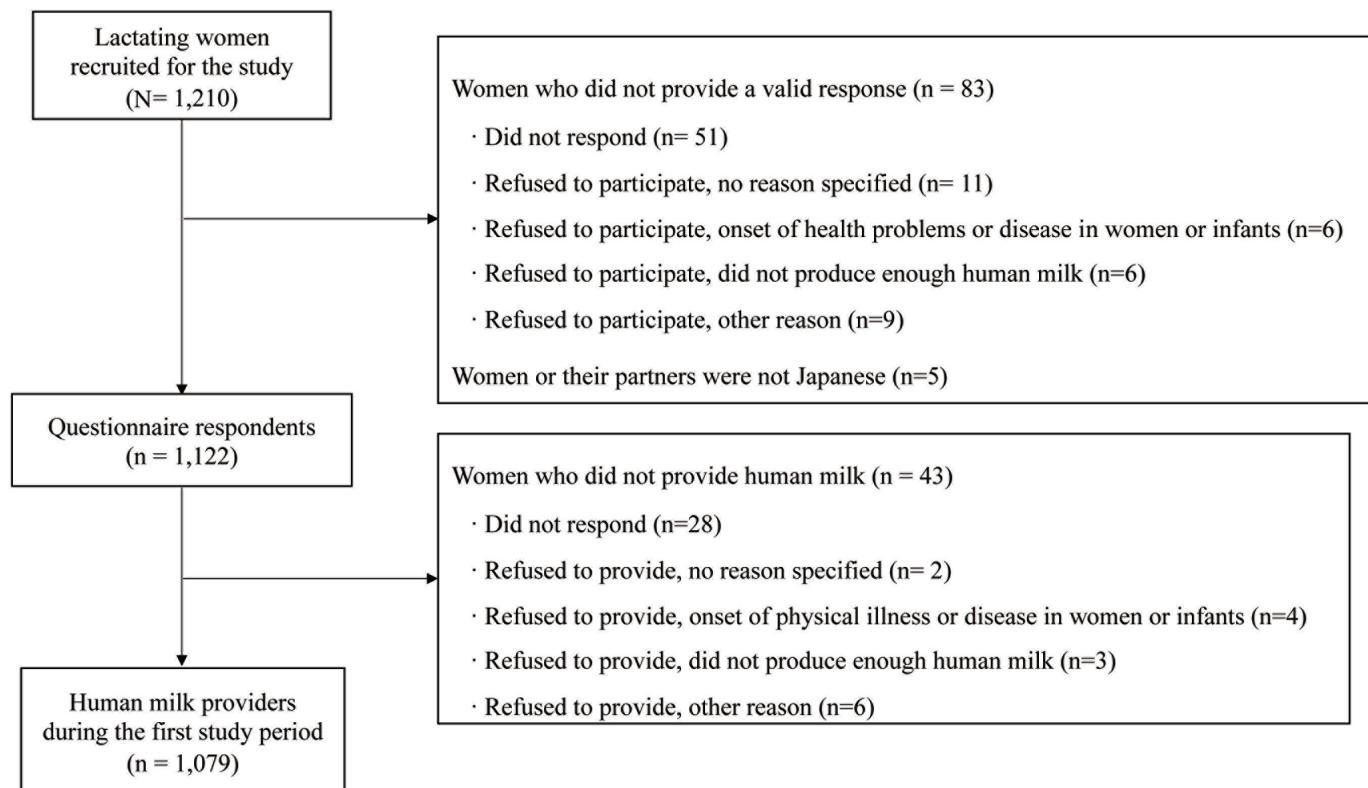 Lactating women
recruited for the study
(N= 1,210)
Women who did not provide a valid response (n = 83)
· Did not respond (n= 51)
· Refused to participate, no reason specified (n= 11)
· Refused to participate, onset of health problems or disease in women or infants (n=6)
· Refused to participate, did not produce enough human milk (n=6)
· Refused to participate, other reason (n=9)
Women or their partners were not Japanese (n=5)
Questionnaire respondents
(n = 1,122)
Women who did not provide human milk (n = 43)
· Did not respond (n=28)
· Refused to provide, no reason specified (n= 2)
· Refused to provide, onset of physical illness or disease in women or infants (n=4)
· Refused to provide, did not produce enough human milk (n=3)
· Refused to provide, other reason (n=6)
Human milk providers
during the first study period
(n = 1,079)